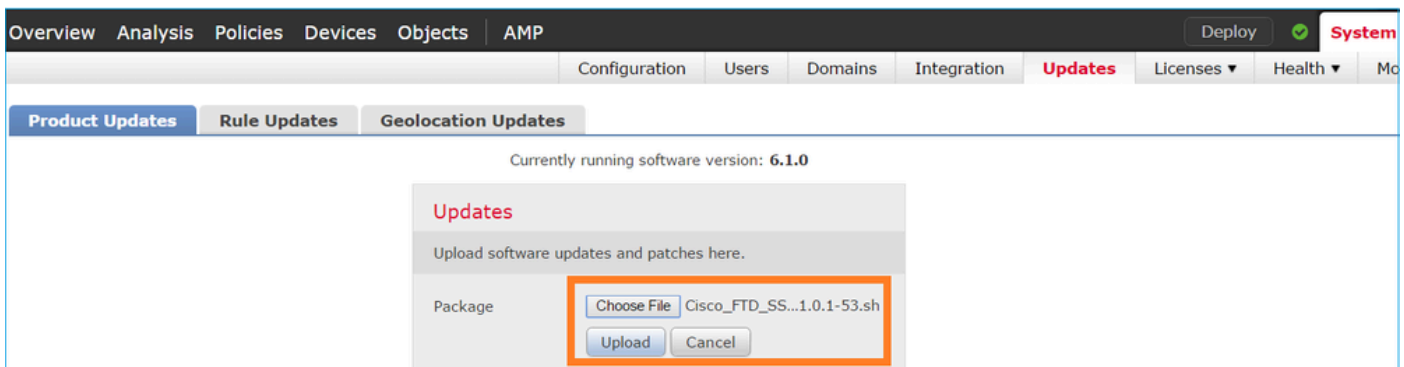 Overview Analysis Policies Devices Objects AMP Deploy System
Configuration Users Domains Integration Updates Licenses ▼ Health ▼ Mo
Product Updates Rule Updates Geolocation Updates
Currently running software version: 6.1.0
Updates
Upload software updates and patches here.
Package Choose File Cisco_FTD_SS...1.0.1-53.sh
Upload Cancel